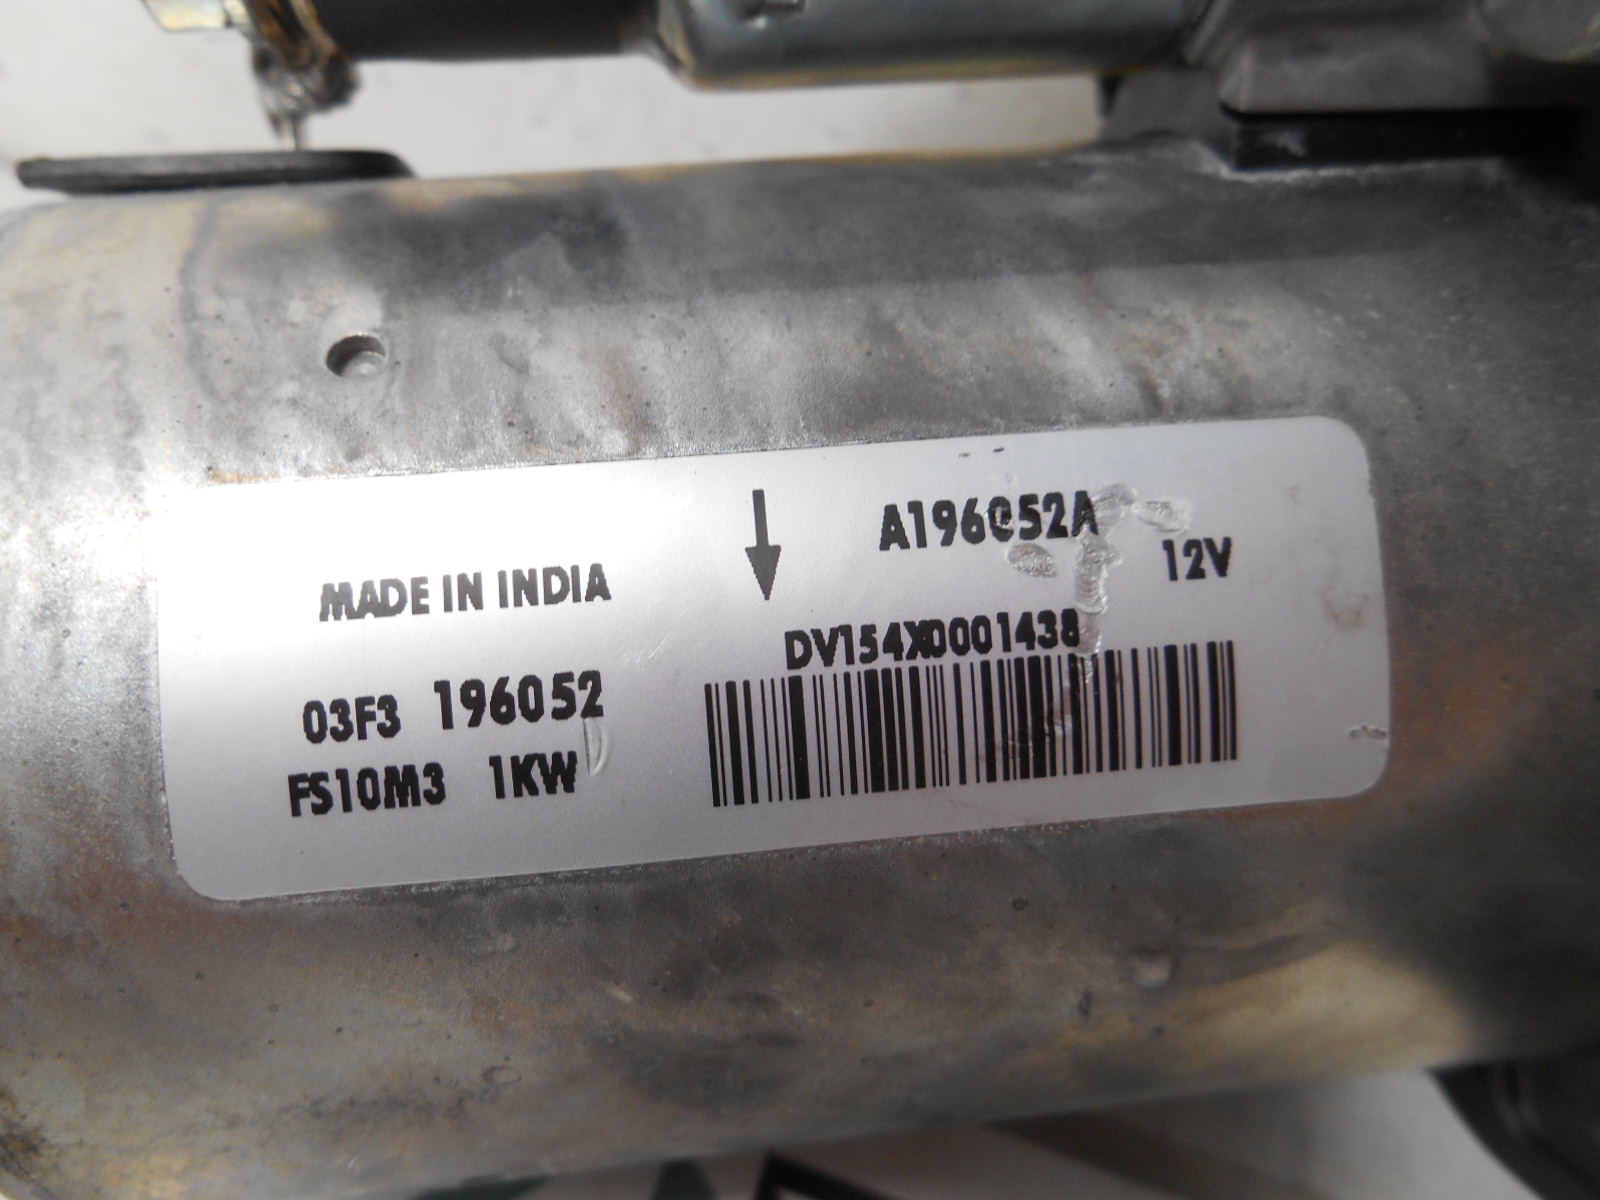 A196052A
12V
MADE IN INDIA
DV154X0001438
03F3 196052
FS10M3 1KW